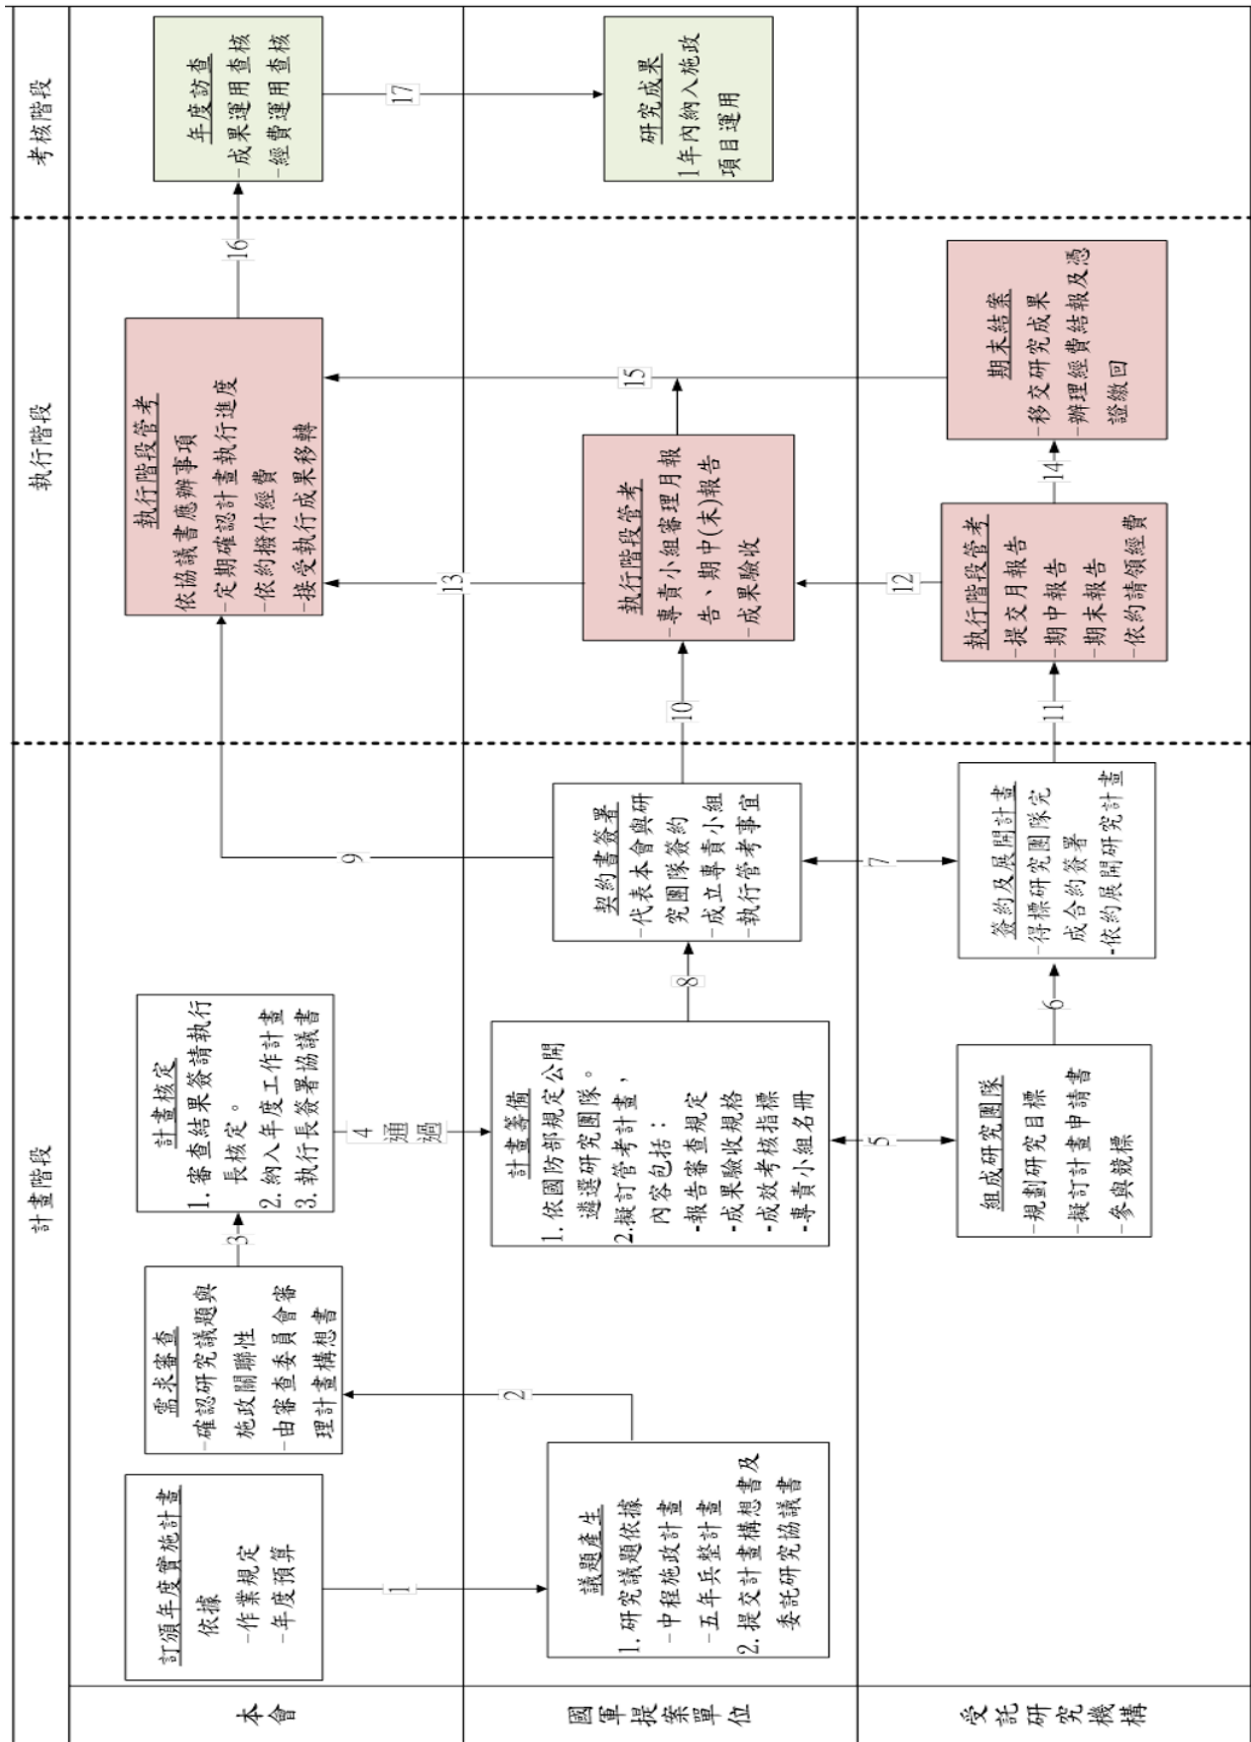 計畫階段
執行階段
考核階段
本會
訂頒年度實施計畫
依據
-作業規定
-年度預算
1
需求審查
-確認研究議題與
施政關聯性
-由審查委員會審
理計畫構想書
3
計畫核定
1. 審查結果簽請執行
長核定。
2. 納入年度工作計畫
3. 執行長簽署協議書
4
通過
9
執行階段管考
依協議書應辦事項
-定期確認計畫執行進度
-依約撥付經費
-接受執行成果移轉
16
年度訪查
-成果運用查核
-經費運用查核
17
國軍提案單位
議題產生
1. 研究議題依據
-中程施政計畫
-五年兵整計畫
2. 提交計畫構想書及
委託研究協議書
2
計畫籌備
1. 依國防部規定公開
遴選研究團隊。
2.擬訂管考計畫，
內容包括：
-報告審查規定
-成果驗收規格
-成效考核指標
-專責小組名冊
8
契約書簽署
-代表本會與研
究團隊簽約
-成立專責小組
-執行管考事宜
10
執行階段管考
-專責小組審理月報
告、期中(末)報告
-成果驗收
13
15
研究成果
1年內納入施政
項目運用
受託研究機構
5
組成研究團隊
-規劃研究目標
-擬訂計畫申請書
-參與競標
6
7
簽約及展開計畫
-得標研究團隊完
成合約簽署
-依約展開研究計畫
11
執行階段管考
-提交月報告
-期中報告
-期末報告
-依約請領經費
12
14
期末結案
-移交研究成果
-辦理經費結報及憑
證繳回